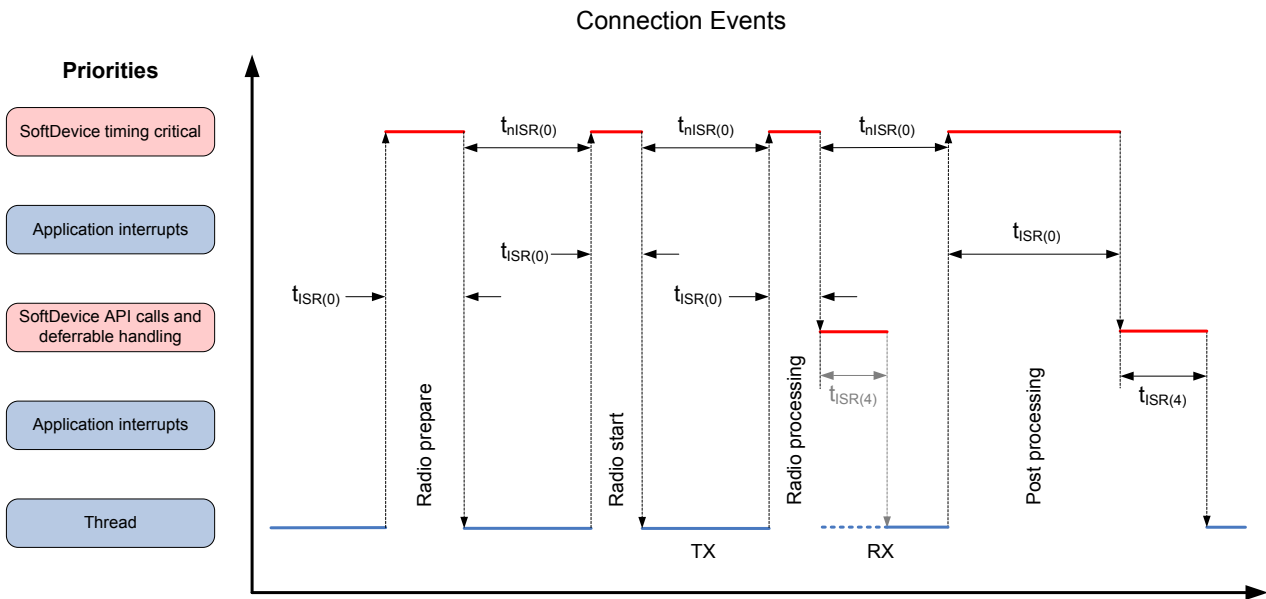 Connection Events
Priorities
SoftDevice timing critical
Application interrupts
SoftDevice API calls and
deferrable handling
Application interrupts
Thread
tnISR(0)
tnISR(0)
tnISR(0)
tISR(0)
tISR(0)
tISR(0)
tISR(0)
tISR(4)
tISR(4)
Radio prepare
Radio start
Radio processing
Post processing
TX
RX